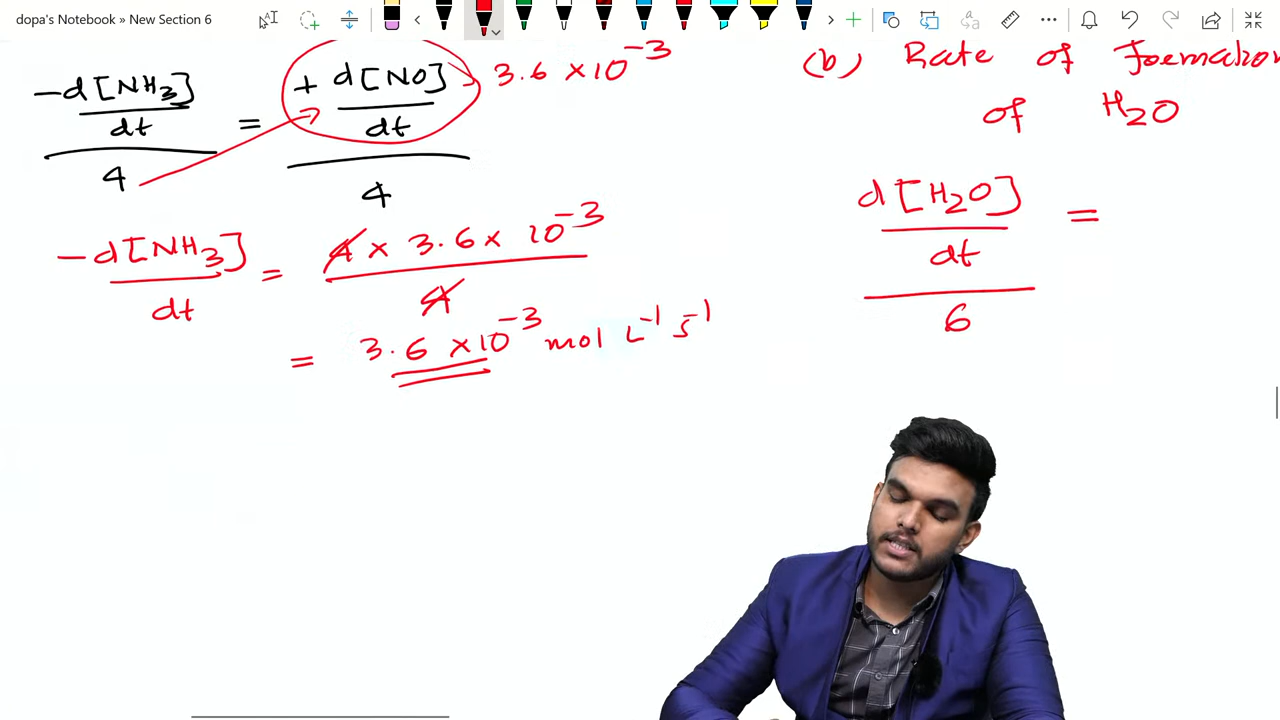 dopa's Notebook » New Section 6
-d[NH3]/dt / 4 = + d[NO]/dt / 4
3.6 × 10^-3
-d[NH3]/dt = 4 × 3.6 × 10^-3 / 4
= 3.6 × 10^-3 mol L^-1 s^-1
(b) Rate of formation
of H2O
d[H2O]/dt / 6 =